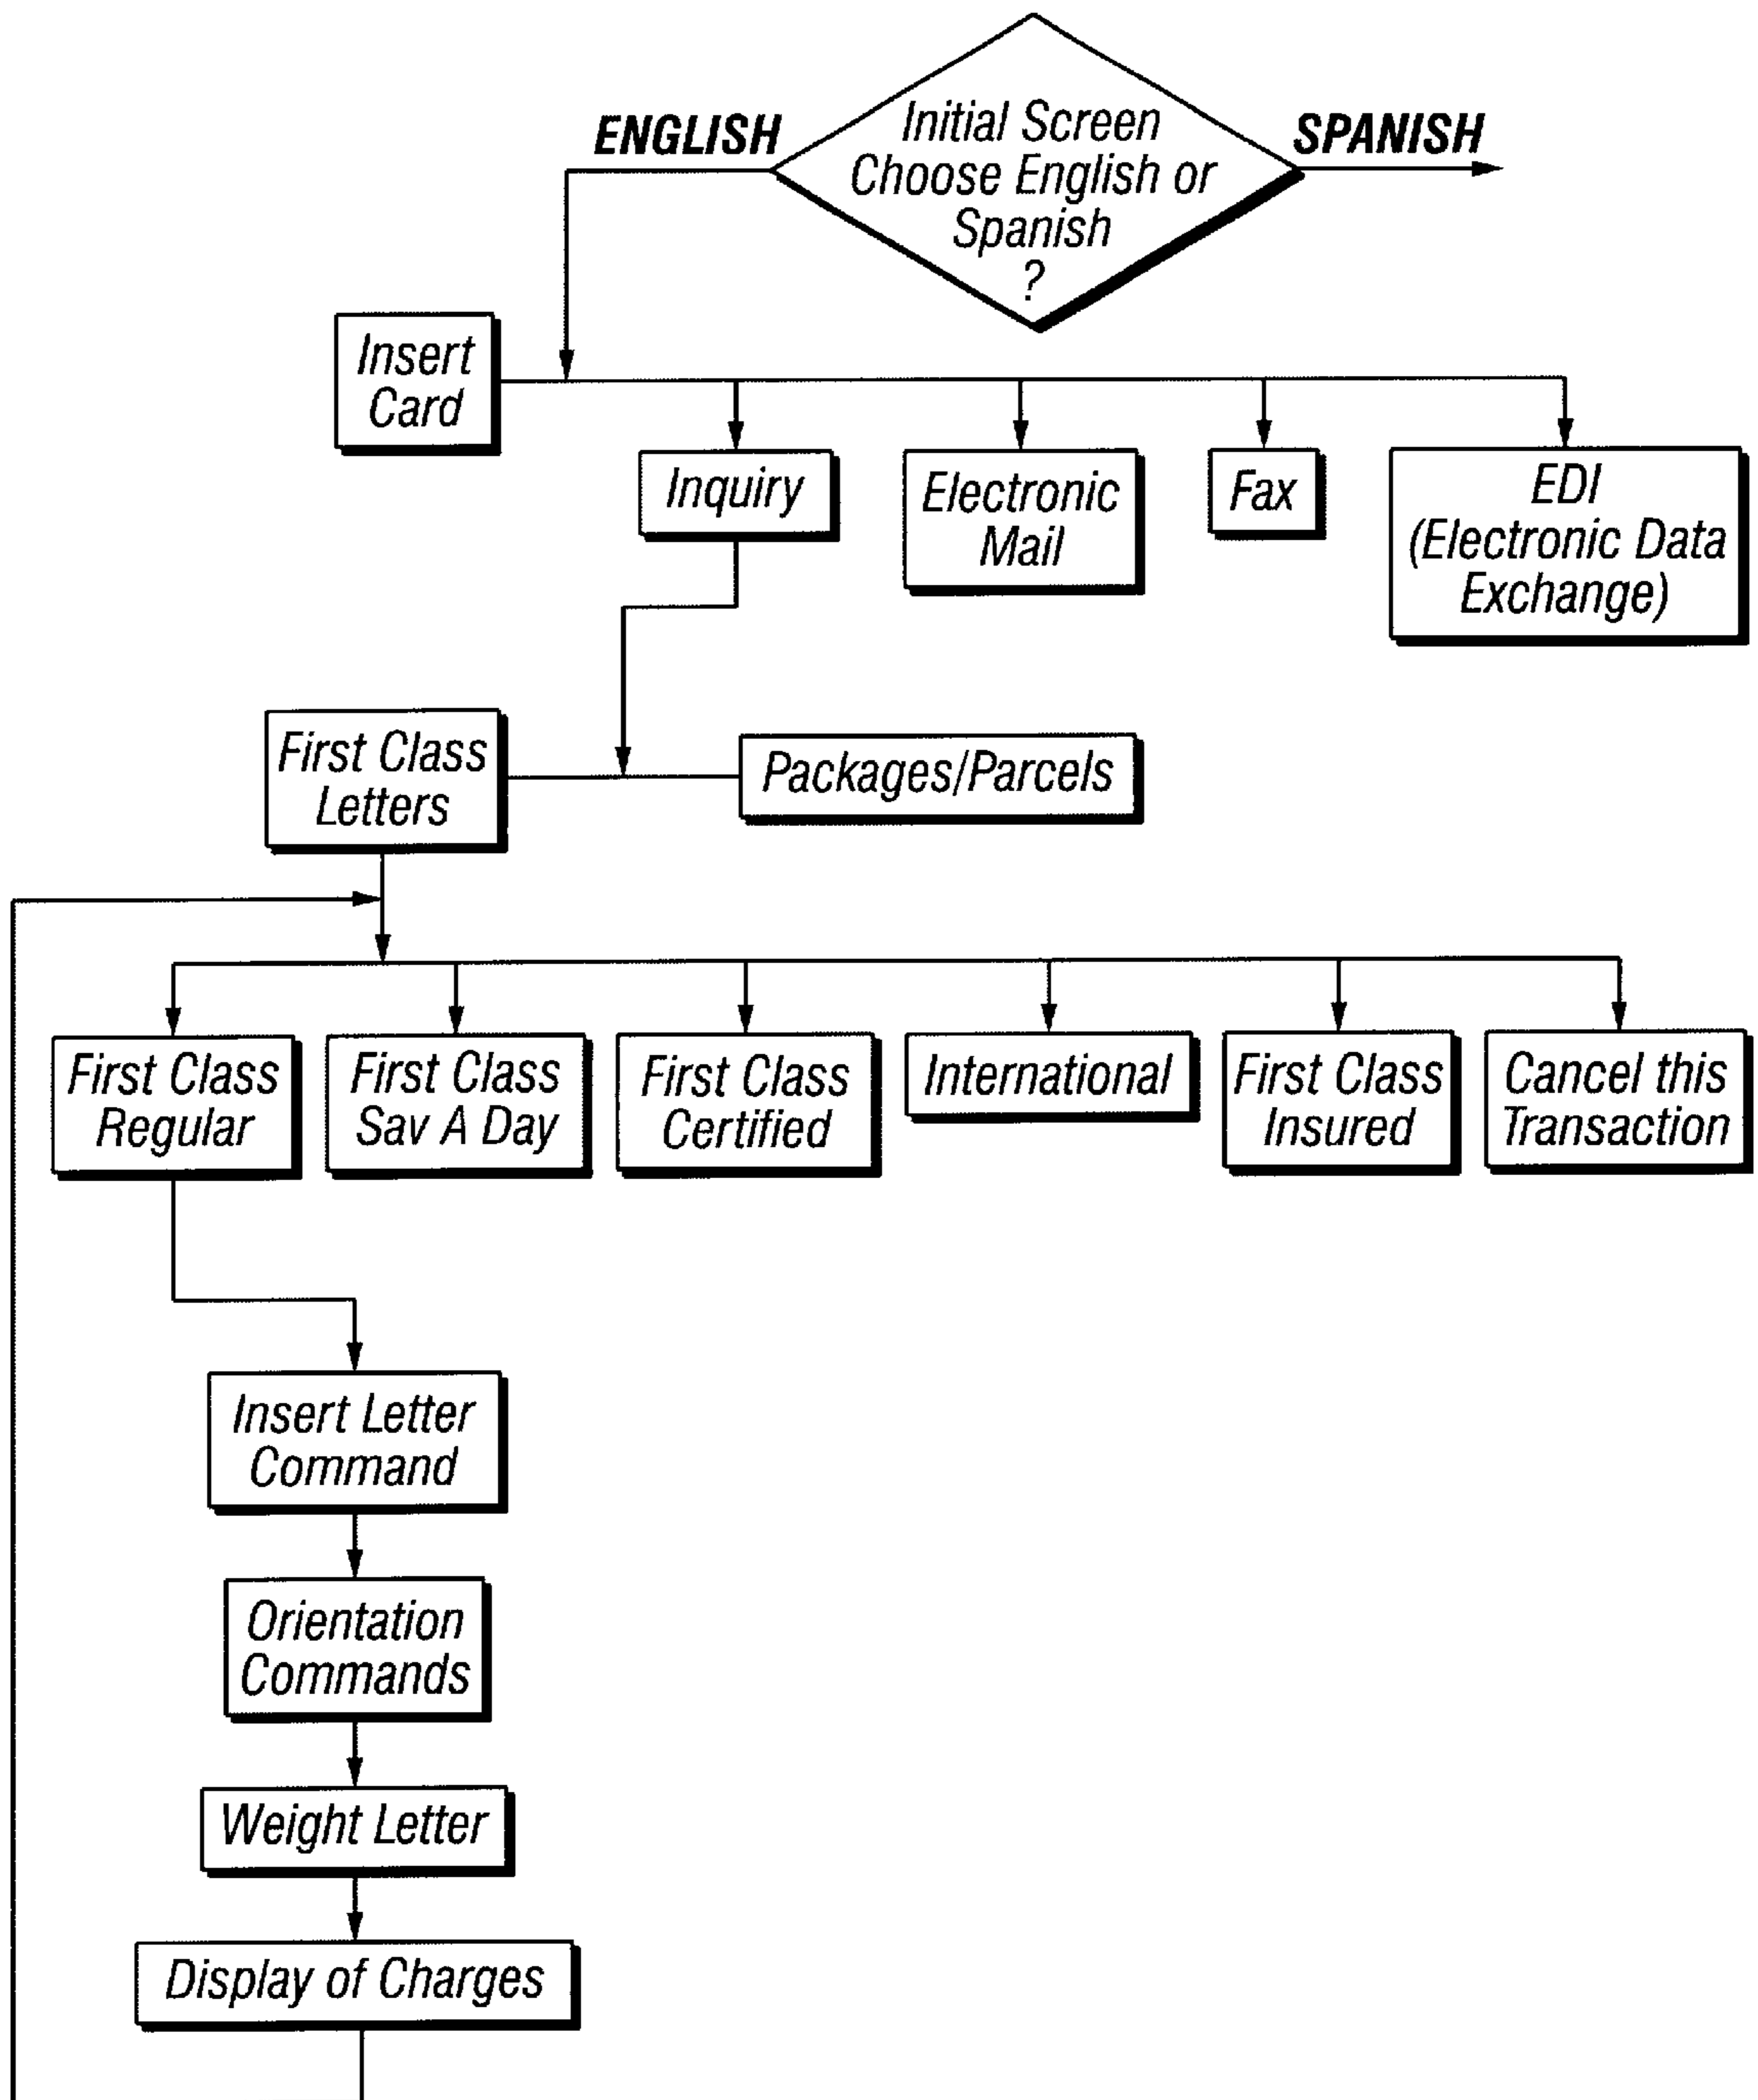 ENGLISH
Initial Screen
Choose English or
Spanish
?
SPANISH
Insert
Card
Inquiry
Electronic
Mail
Fax
EDI
(Electronic Data
Exchange)
First Class
Letters
Packages/Parcels
First Class
Regular
First Class
Sav A Day
First Class
Certified
International
First Class
Insured
Cancel this
Transaction
Insert Letter
Command
Orientation
Commands
Weight Letter
Display of Charges